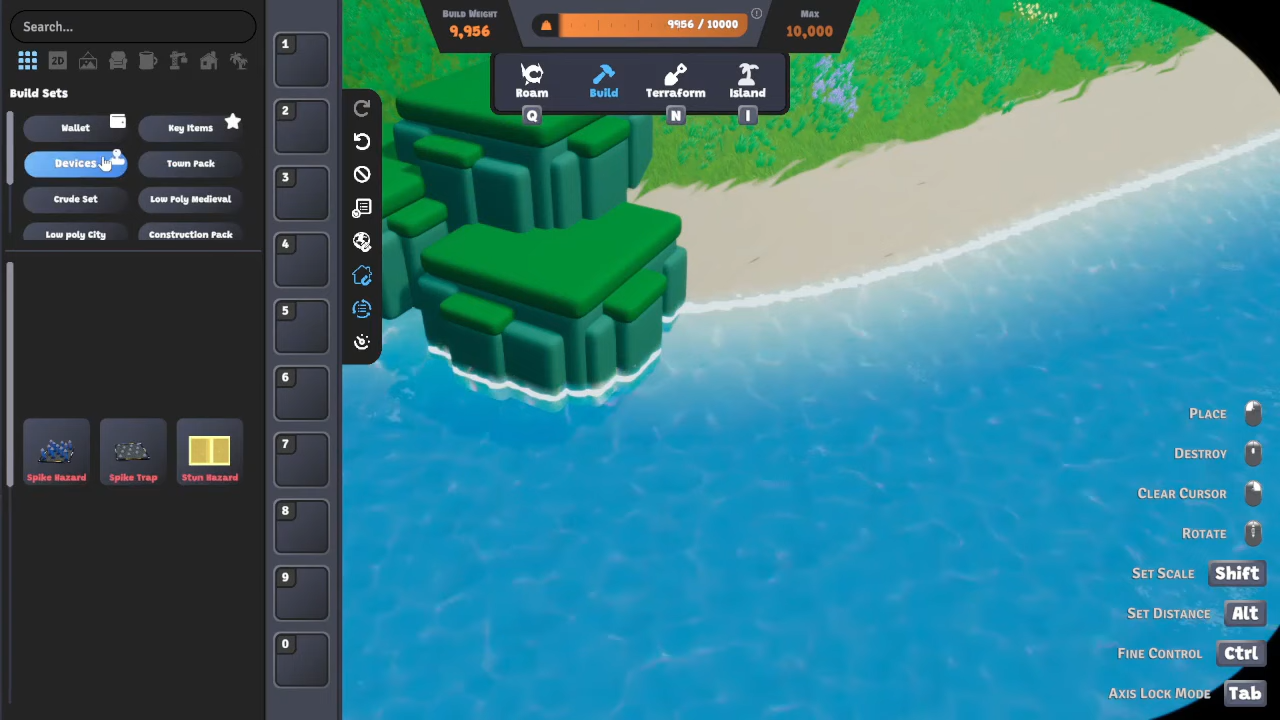 Search...
2D
Build Sets
Wallet
Key Items
Devices
Town Pack
Crude Set
Low Poly Medieval
Low poly City
Construction Pack
Spike Hazard
Spike Trap
Stun Hazard
1
2
3
4
5
6
7
8
9
0
Build Weight
9,956
9956 / 10000
Max
10,000
Roam
Build
Terraform
Island
Q
N
I
Place
Destroy
Clear Cursor
Rotate
Set Scale Shift
Set Distance Alt
Fine Control Ctrl
Axis Lock Mode Tab